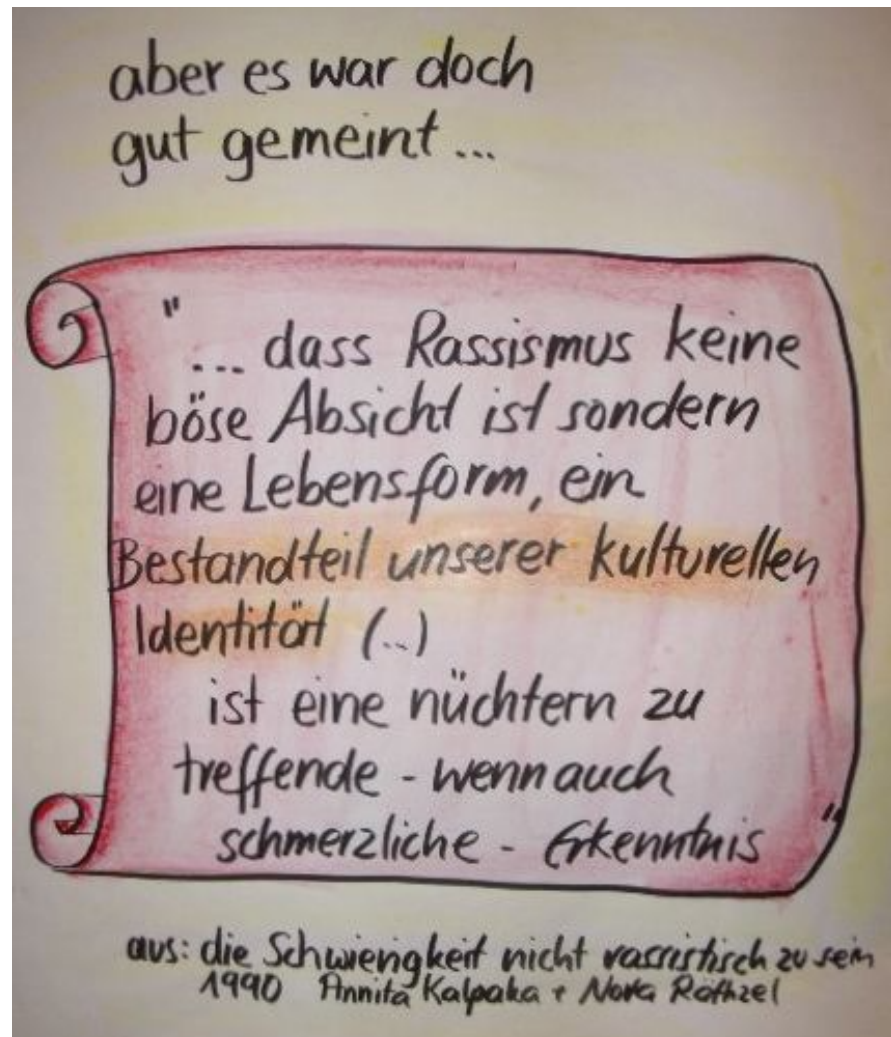 aber es war doch
gut gemeint ...
"... dass Rassismus keine
böse Absicht ist sondern
eine Lebensform, ein
Bestandteil unserer kulturellen
Identität (...)
ist eine nüchtern zu
treffende - wenn auch
schmerzliche - Erkenntnis "
aus: die Schwierigkeit nicht rassistisch zu sein
1990 Annita Kalpaka + Nora Räthzel